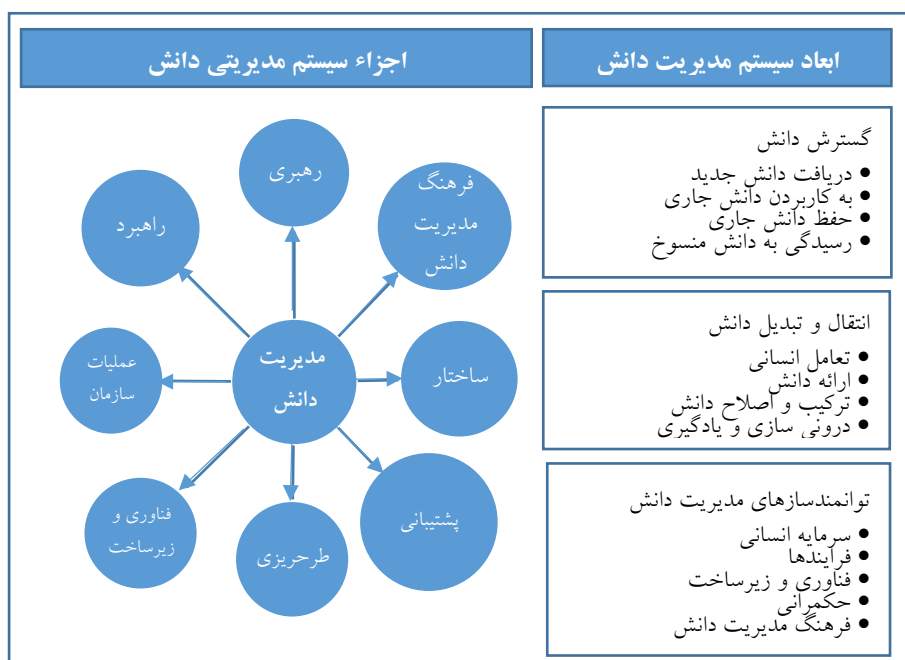 ابعاد سیستم مدیریت دانش
گسترش دانش
• دریافت دانش جدید
• به کاربردن دانش جاری
• حفظ دانش جاری
• رسیدگی به دانش منسوخ
انتقال و تبدیل دانش
• تعامل انسانی
• ارائه دانش
• ترکیب و اصلاح دانش
• درونی سازی و یادگیری
توانمندسازهای مدیریت دانش
• سرمایه انسانی
• فرایندها
• فناوری و زیرساخت
• حکمرانی
• فرهنگ مدیریت دانش
اجزاء سیستم مدیریتی دانش
رهبری
فرهنگ
مدیریت
دانش
ساختار
پشتیبانی
طرحریزی
فناوری و
زیرساخت
عملیات
سازمان
راهبرد
مدیریت
دانش